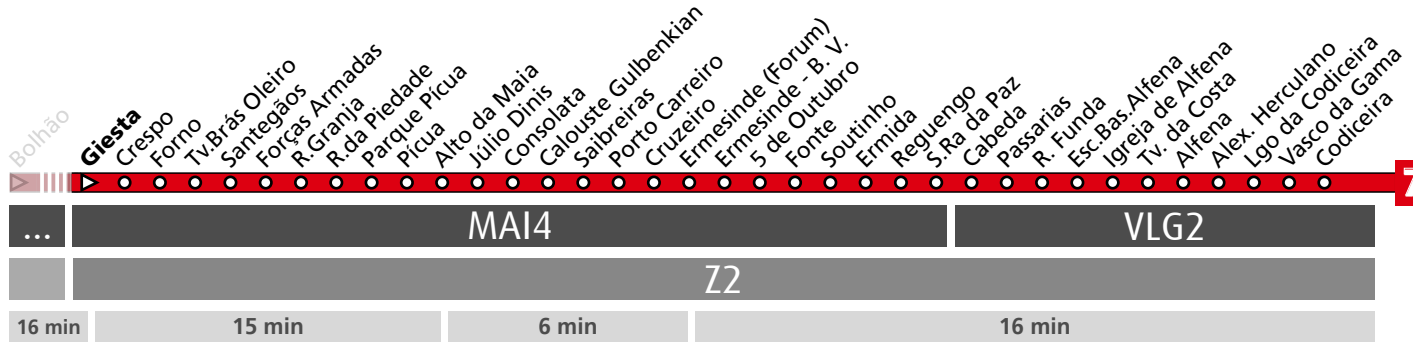 Bolhão
Giesta
Crespo
Forno
Tv.Brás Oleiro
Santegãos
Forças Armadas
R.Granja
R.da Piedade
Parque Pícua
Pícua
Alto da Maia
Júlio Dinis
Consolata
Calouste Gulbenkian
Saibreiras
Porto Carreiro
Cruzeiro
Ermesinde (Forum)
Ermesinde - B. V.
5 de Outubro
Fonte
Soutinho
Ermida
Reguengo
S.Ra da Paz
Cabeda
Passarias
R. Funda
Esc.Bas.Alfena
Igreja de Alfena
Tv. da Costa
Alfena
Alex. Herculano
Lgo da Codiceira
Vasco da Gama
Codiceira
... MAI4 VLG2
Z2
16 min 15 min 6 min 16 min